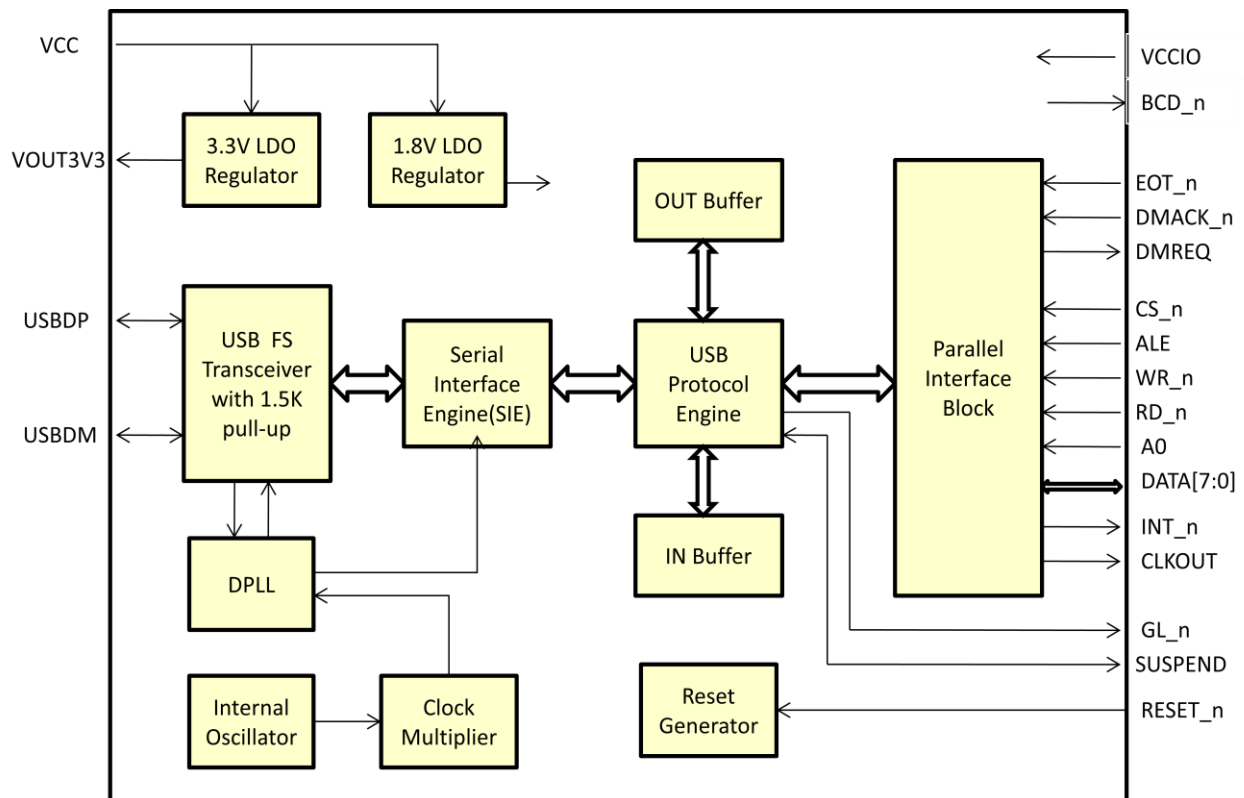 VCC
VCCIO
BCD_n
3.3V LDO
Regulator
1.8V LDO
Regulator
VOUT3V3
OUT Buffer
EOT_n
DMACK_n
DMREQ
USBDP
USBDM
USB FS
Transceiver
with 1.5K
pull-up
Serial
Interface
Engine(SIE)
USB
Protocol
Engine
Parallel
Interface
Block
CS_n
ALE
WR_n
RD_n
A0
DATA[7:0]
INT_n
CLKOUT
DPLL
IN Buffer
GL_n
SUSPEND
Internal
Oscillator
Clock
Multiplier
Reset
Generator
RESET_n